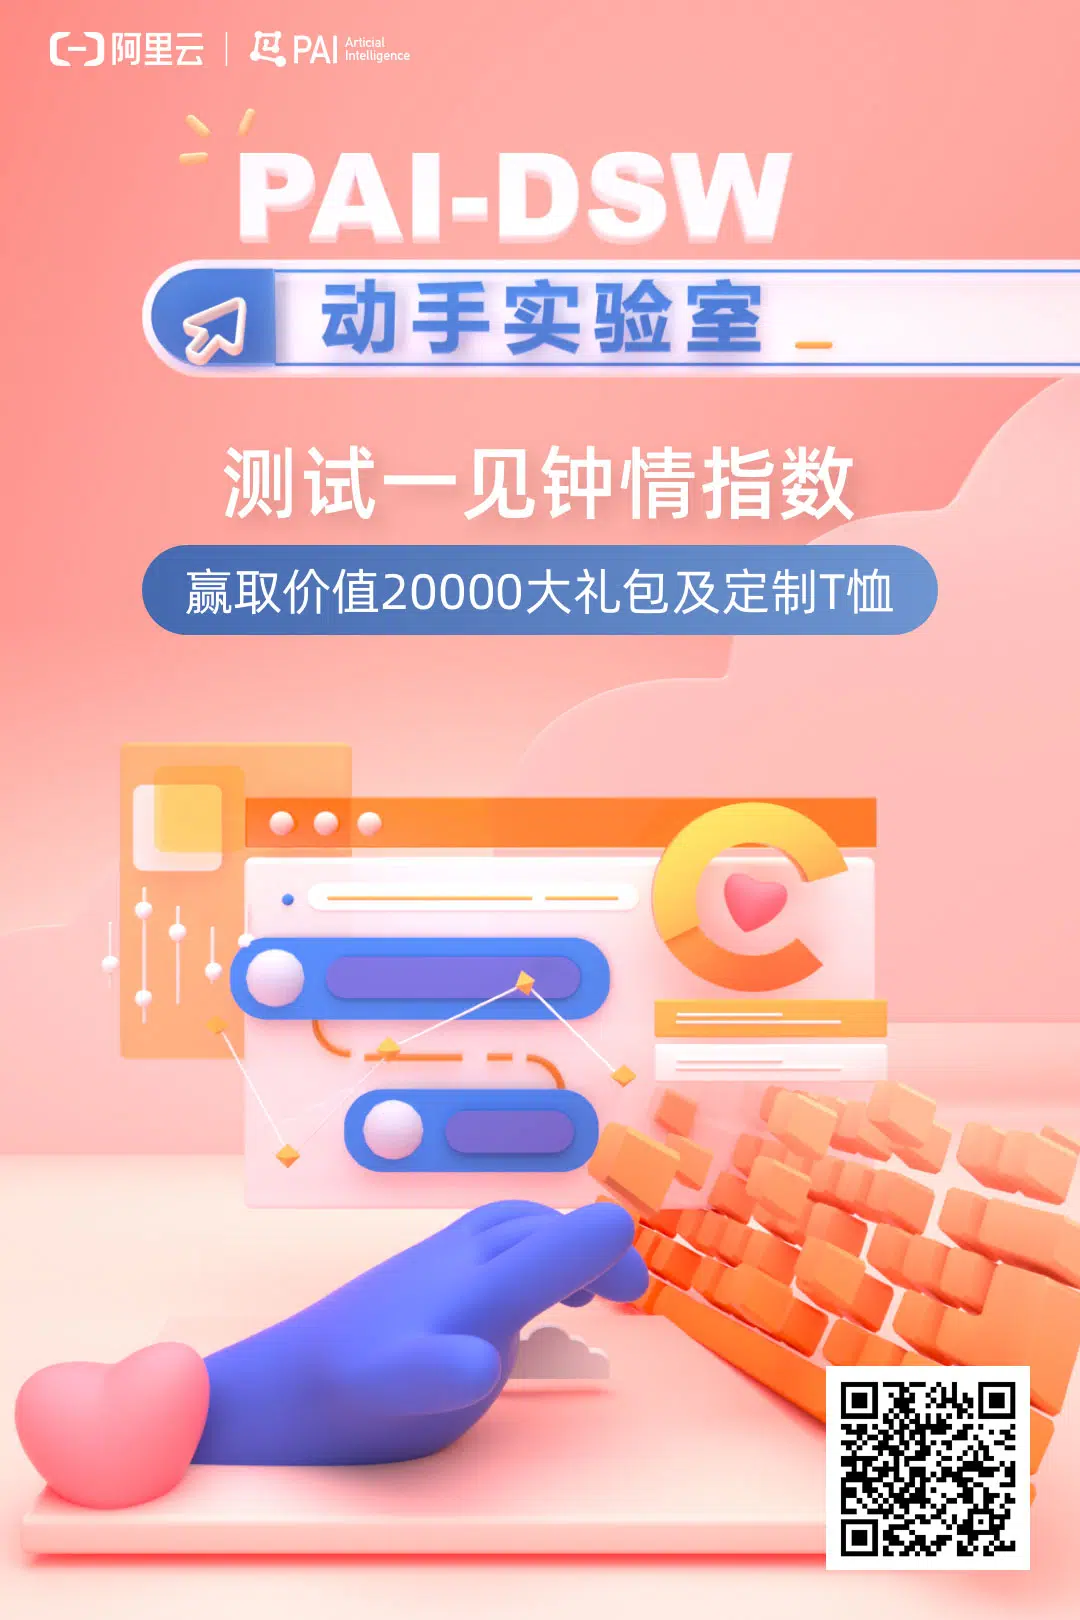 阿里云 | PAI Articial Intelligence
PAI-DSW
动手实验室_
测试一见钟情指数
赢取价值20000大礼包及定制T恤